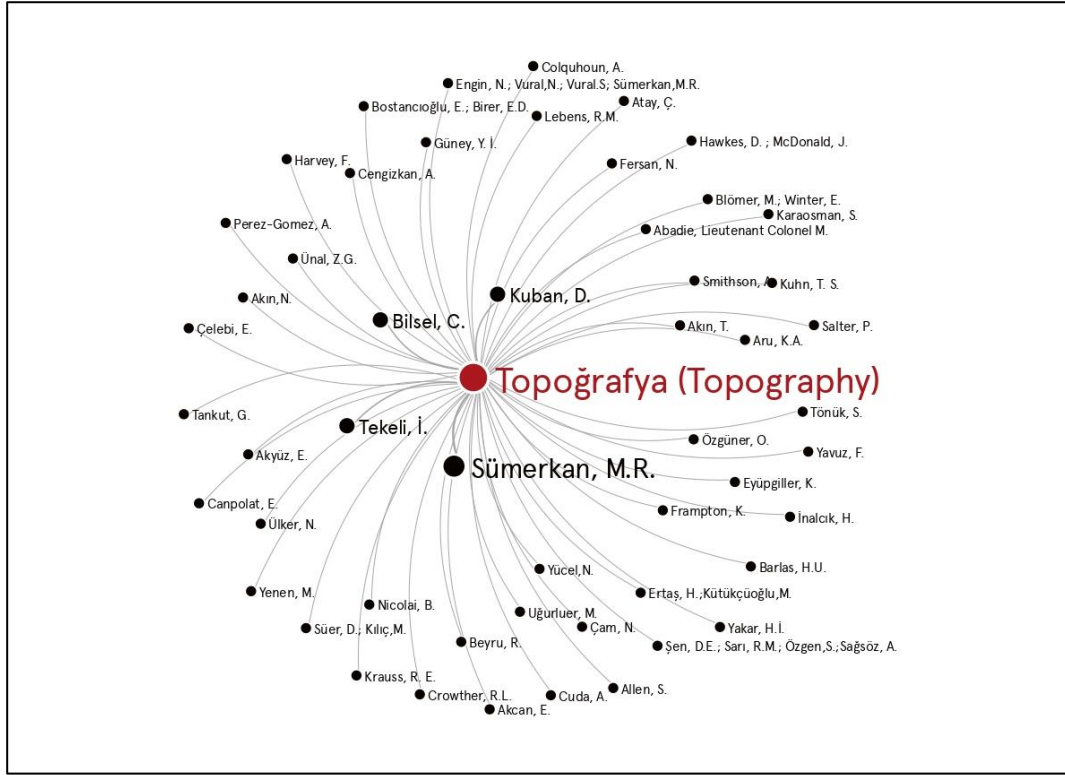 Colquhoun, A.
Engin, N.; Vural,N.; Vural.S; Sümerkan,M.R.
Bostancıoğlu, E.; Birer, E.D.
Atay, Ç.
Lebens, R.M.
Güney, Y. İ.
Hawkes, D. ; McDonald, J.
Harvey, F.
Fersan, N.
Cengizkan, A.
Blömer, M.; Winter, E.
Karaosman, S.
Perez-Gomez, A.
Abadie, Lieutenant Colonel M.
Ünal, Z.G.
Smithson, A.
Kuhn, T. S.
Kuban, D.
Akın,N.
Bilsel, C.
Akın, T.
Salter, P.
Çelebi, E.
Aru, K.A.
Topoğrafya (Topography)
Tankut, G.
Tönük, S.
Tekeli, İ.
Özgüner, O.
Yavuz, F.
Akyüz, E.
Sümerkan, M.R.
Eyüpgiller, K.
Canpolat, E.
Frampton, K.
İnalcık, H.
Ülker, N.
Barlas, H.U.
Yücel,N.
Yenen, M.
Ertaş, H.;Kütükçüoğlu,M.
Nicolai, B.
Uğurluer, M.
Süer, D.; Kılıç,M.
Çam, N.
Yakar, H.İ.
Beyru, R.
Şen, D.E.; Sarı, R.M.; Özgen,S.;Sağsöz, A.
Krauss, R. E.
Allen, S.
Crowther, R.L.
Cuda, A.
Akcan, E.